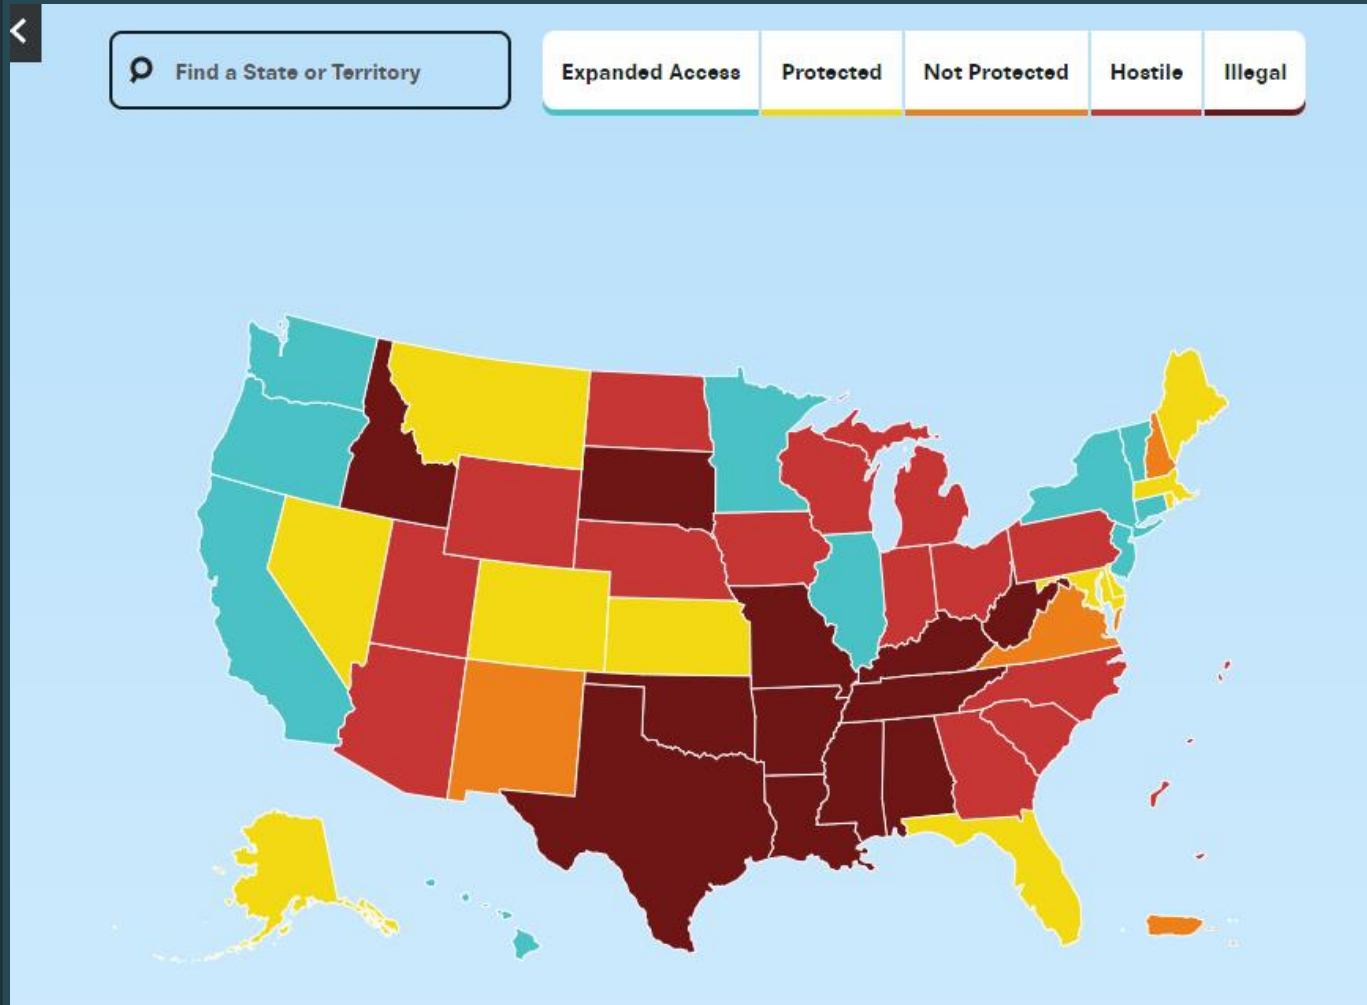 Find a State or Territory
Expanded Access
Protected
Not Protected
Hostile
Illegal